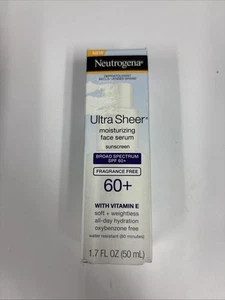 NEW
Neutrogena®
Ultra Sheer®
moisturizing
face serum
sunscreen
BROAD SPECTRUM
SPF 60+
FRAGRANCE FREE
60+
WITH VITAMIN E
soft + weightless
all-day hydration
oxybenzone free
water resistant (80 minutes)
1.7 FL OZ (50 mL)